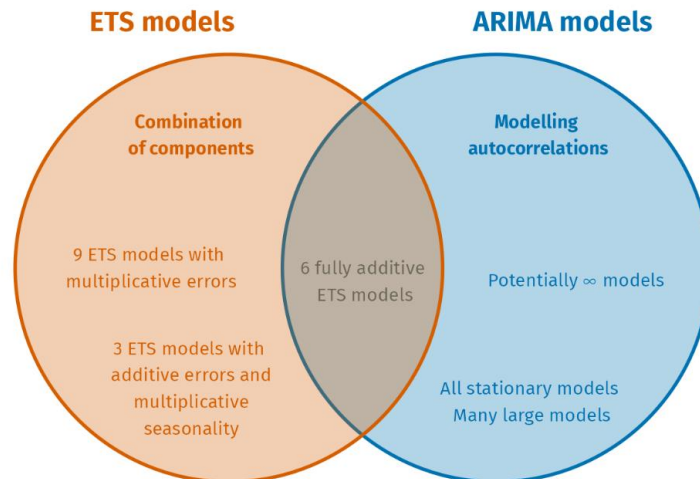 ETS models
ARIMA models
Combination
of components
Modelling
autocorrelations
9 ETS models with
multiplicative errors
6 fully additive
ETS models
Potentially ∞ models
3 ETS models with
additive errors and
multiplicative
seasonality
All stationary models
Many large models